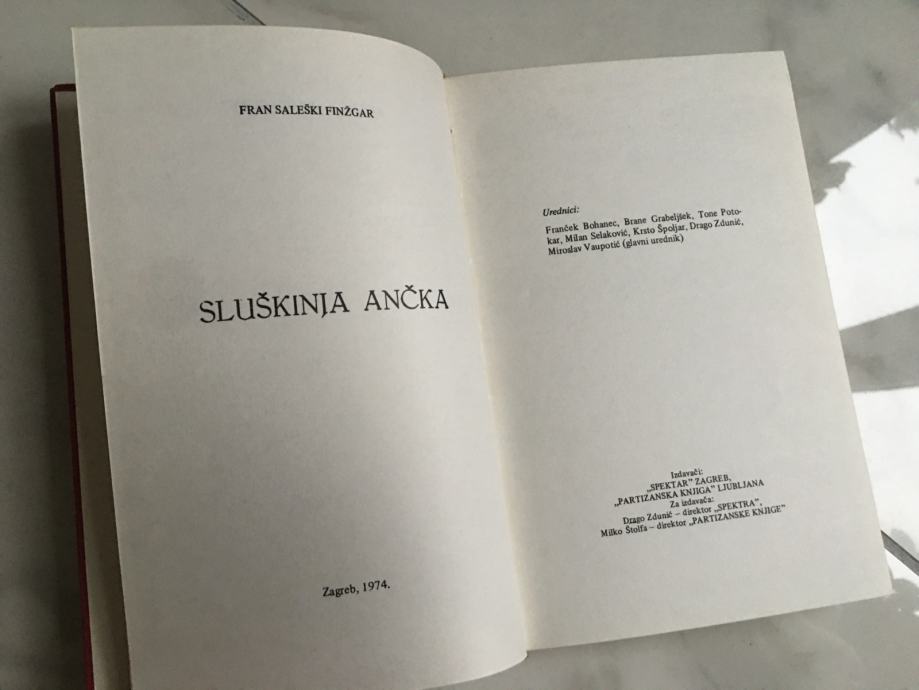 FRAN SALEŠKI FINŽGAR
SLUŠKINJA ANČKA
Zagreb, 1974.
Urednici:
Franček Bohanec, Brane Grabeljšek, Tone Poto-
kar, Milan Selaković, Krsto Špoljar, Drago Zdunić,
Miroslav Vaupotić (glavni urednik)
Izdavači:
„SPEKTAR” ZAGREB,
„PARTIZANSKA KNJIGA” LJUBLJANA
Za izdavača:
Drago Zdunić – direktor „SPEKTRA”,
Milko Štolfa – direktor „PARTIZANSKE KNJIGE”